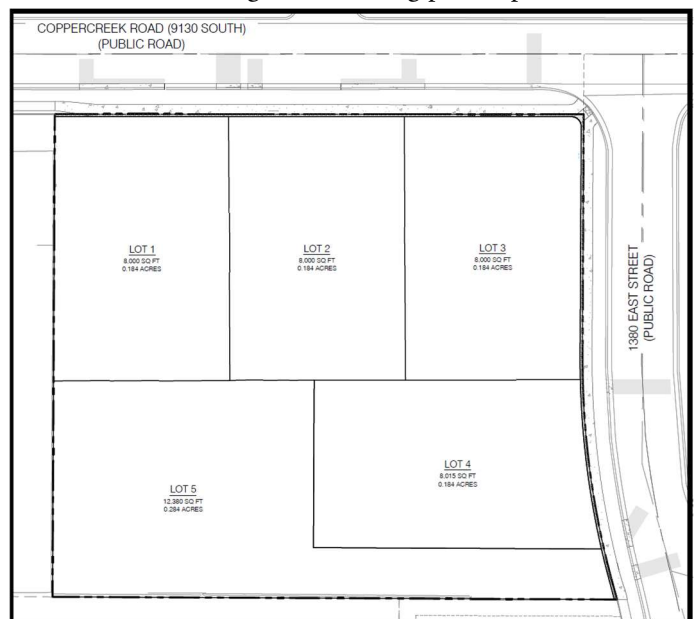 COPPERCREEK ROAD (9130 SOUTH)
(PUBLIC ROAD)
LOT 1
8,000 SQ FT
0.184 ACRES
LOT 2
8,000 SQ FT
0.184 ACRES
LOT 3
8,000 SQ FT
0.184 ACRES
1380 EAST STREET
(PUBLIC ROAD)
LOT 4
8,015 SQ FT
0.184 ACRES
LOT 5
12,380 SQ FT
0.284 ACRES